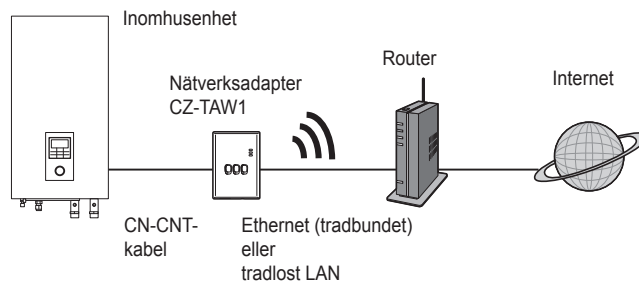 Inomhusenhet
Nätverksadapter
CZ-TAW1
Router
Internet
CN-CNT-
kabel
Ethernet (tradbundet)
eller
tradlost LAN